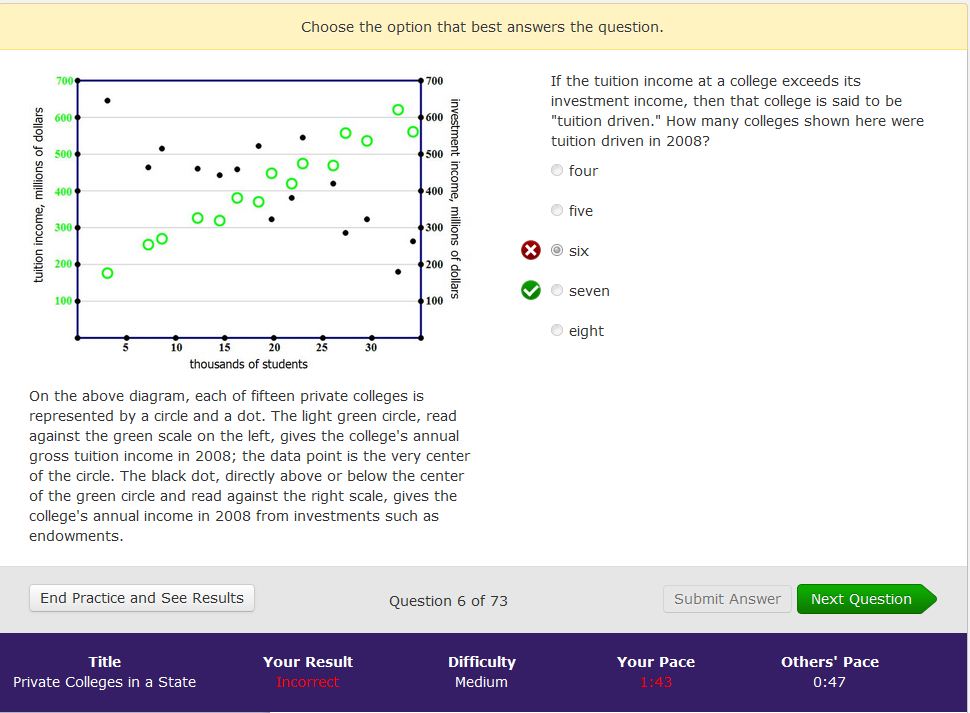 Choose the option that best answers the question.
700
600
500
400
300
200
100
tuition income, millions of dollars
700
600
500
400
300
200
100
investment income, millions of dollars
5 10 15 20 25 30
thousands of students
On the above diagram, each of fifteen private colleges is
represented by a circle and a dot. The light green circle, read
against the green scale on the left, gives the college's annual
gross tuition income in 2008; the data point is the very center
of the circle. The black dot, directly above or below the center
of the green circle and read against the right scale, gives the
college's annual income in 2008 from investments such as
endowments.
If the tuition income at a college exceeds its
investment income, then that college is said to be
"tuition driven." How many colleges shown here were
tuition driven in 2008?
four
five
six
seven
eight
End Practice and See Results
Question 6 of 73
Submit Answer
Next Question
Title Your Result Difficulty Your Pace Others' Pace
Private Colleges in a State Incorrect Medium 1:43 0:47